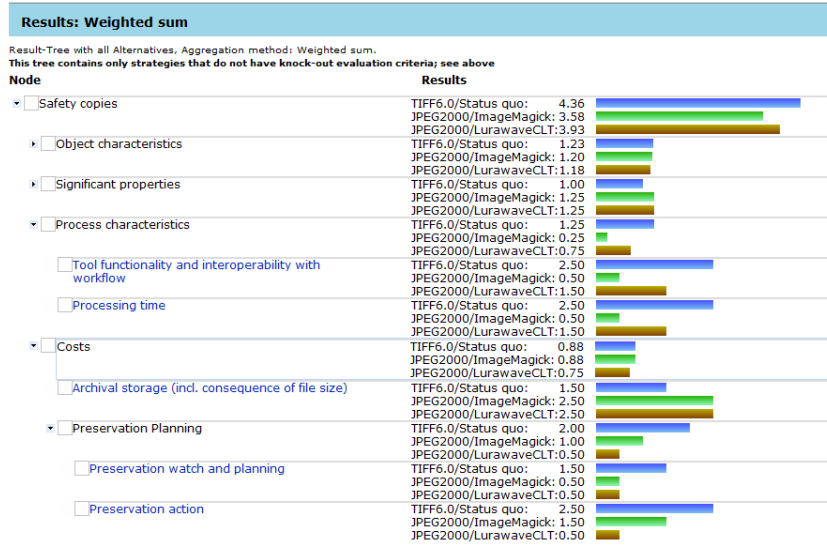 Results: Weighted sum
Result-Tree with all Alternatives, Aggregation method: Weighted sum.
This tree contains only strategies that do not have knock-out evaluation criteria; see above
Node Results
Safety copies TIFF6.0/Status quo: 4.36
JPEG2000/ImageMagick: 3.58
JPEG2000/LurawaveCLT:3.93
Object characteristics TIFF6.0/Status quo: 1.23
JPEG2000/ImageMagick: 1.20
JPEG2000/LurawaveCLT:1.18
Significant properties TIFF6.0/Status quo: 1.00
JPEG2000/ImageMagick: 1.25
JPEG2000/LurawaveCLT:1.25
Process characteristics TIFF6.0/Status quo: 1.25
JPEG2000/ImageMagick: 0.25
JPEG2000/LurawaveCLT:0.75
Tool functionality and interoperability with TIFF6.0/Status quo: 2.50
workflow JPEG2000/ImageMagick: 0.50
JPEG2000/LurawaveCLT:1.50
Processing time TIFF6.0/Status quo: 2.50
JPEG2000/ImageMagick: 0.50
JPEG2000/LurawaveCLT:1.50
Costs TIFF6.0/Status quo: 0.88
JPEG2000/ImageMagick: 0.88
JPEG2000/LurawaveCLT:0.75
Archival storage (incl. consequence of file size) TIFF6.0/Status quo: 1.50
JPEG2000/ImageMagick: 2.50
JPEG2000/LurawaveCLT:2.50
Preservation Planning TIFF6.0/Status quo: 2.00
JPEG2000/ImageMagick: 1.00
JPEG2000/LurawaveCLT:0.50
Preservation watch and planning TIFF6.0/Status quo: 1.50
JPEG2000/ImageMagick: 0.50
JPEG2000/LurawaveCLT:0.50
Preservation action TIFF6.0/Status quo: 2.50
JPEG2000/ImageMagick: 1.50
JPEG2000/LurawaveCLT:0.50